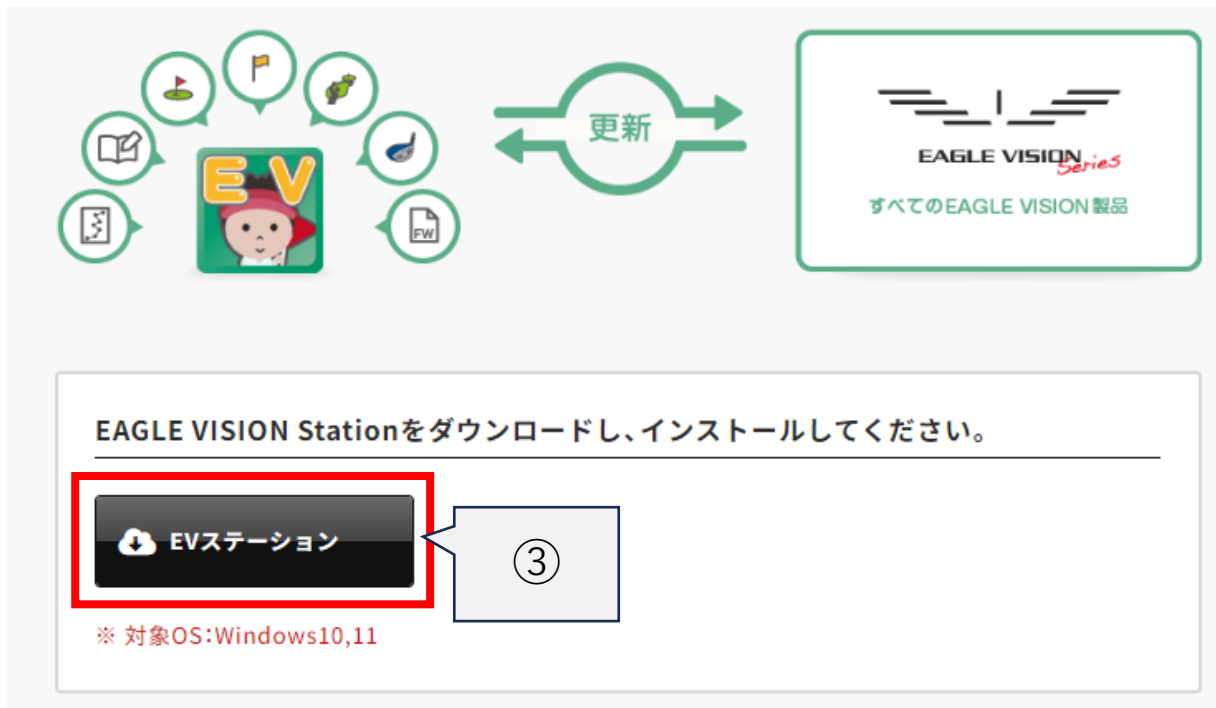 EV
FW
更新
EAGLE VISION Series
すべてのEAGLE VISION製品
EAGLE VISION Stationをダウンロードし、インストールしてください。
EVステーション
③
※ 対象OS:Windows10,11